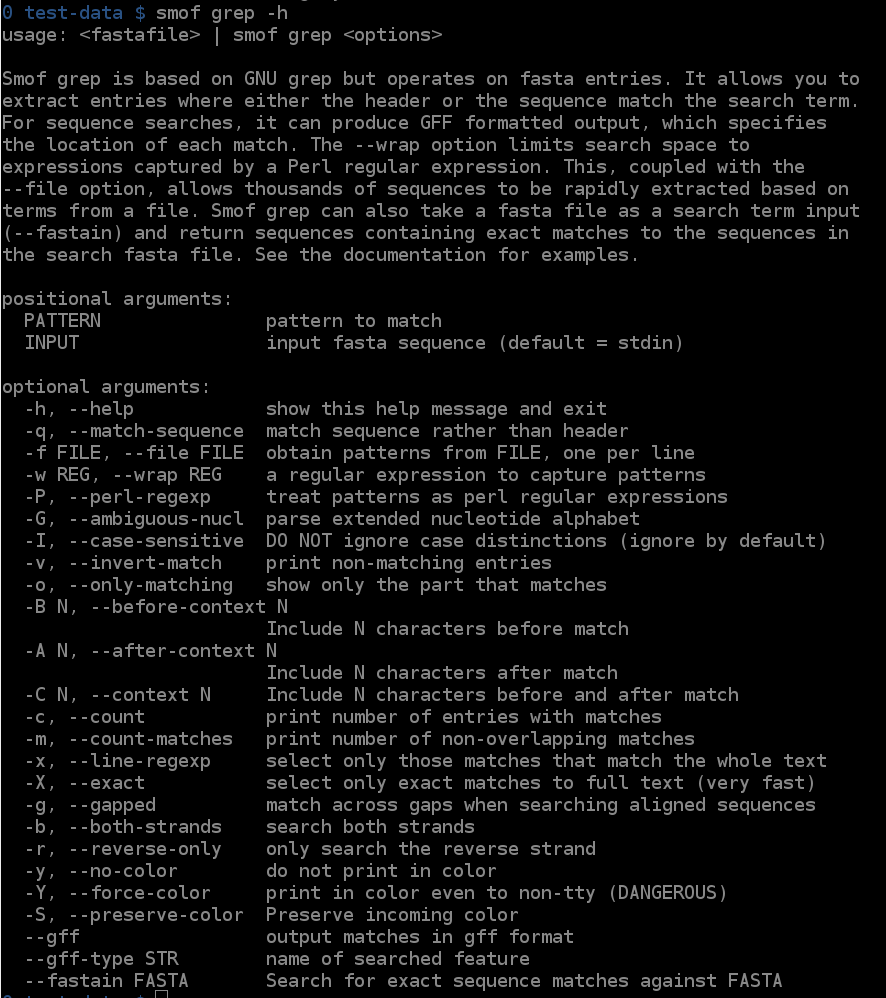 0 test-data $ smof grep -h
usage: <fastafile> | smof grep <options>

Smof grep is based on GNU grep but operates on fasta entries. It allows you to
extract entries where either the header or the sequence match the search term.
For sequence searches, it can produce GFF formatted output, which specifies
the location of each match. The --wrap option limits search space to
expressions captured by a Perl regular expression. This, coupled with the
--file option, allows thousands of sequences to be rapidly extracted based on
terms from a file. Smof grep can also take a fasta file as a search term input
(--fastain) and return sequences containing exact matches to the sequences in
the search fasta file. See the documentation for examples.

positional arguments:
  PATTERN               pattern to match
  INPUT                 input fasta sequence (default = stdin)

optional arguments:
  -h, --help            show this help message and exit
  -q, --match-sequence  match sequence rather than header
  -f FILE, --file FILE  obtain patterns from FILE, one per line
  -w REG, --wrap REG    a regular expression to capture patterns
  -P, --perl-regexp     treat patterns as perl regular expressions
  -G, --ambiguous-nucl  parse extended nucleotide alphabet
  -I, --case-sensitive  DO NOT ignore case distinctions (ignore by default)
  -v, --invert-match    print non-matching entries
  -o, --only-matching   show only the part that matches
  -B N, --before-context N
                        Include N characters before match
  -A N, --after-context N
                        Include N characters after match
  -C N, --context N     Include N characters before and after match
  -c, --count           print number of entries with matches
  -m, --count-matches   print number of non-overlapping matches
  -x, --line-regexp     select only those matches that match the whole text
  -X, --exact           select only exact matches to full text (very fast)
  -g, --gapped          match across gaps when searching aligned sequences
  -b, --both-strands    search both strands
  -r, --reverse-only    only search the reverse strand
  -y, --no-color        do not print in color
  -Y, --force-color     print in color even to non-tty (DANGEROUS)
  -S, --preserve-color  Preserve incoming color
  --gff                 output matches in gff format
  --gff-type STR        name of searched feature
  --fastain FASTA       Search for exact sequence matches against FASTA
0 test-data $